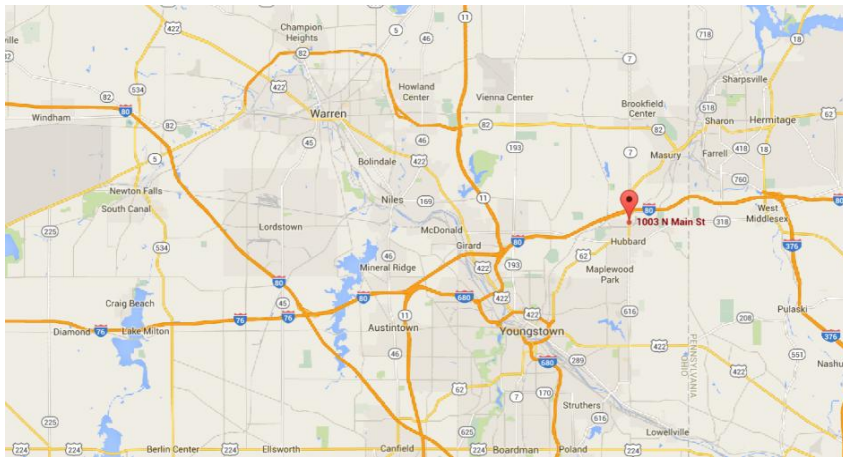 422
Champion
Heights
5
46
11
7
718
18
ville
82
534
82
Howland
Center
Vienna Center
Sharpsville
82
80
Windham
422
Warren
Brookfield
Center
518
Sharon
Hermitage
62
82
82
5
45
Bolindale
422
193
7
Masury
418
Farrell
18
Newton Falls
South Canal
Niles
169
11
760
80
80
1003 N Main St
318
West
Middlesex
225
Lordstown
McDonald
Girard
80
Hubbard
376
534
46
Mineral Ridge
422
193
62
Maplewood
Park
80
45
80
680
422
Craig Beach
76
76
11
Austintown
422
Youngstown
616
208
Pulaski
Diamond
76
Lake Milton
46
680
289
422
PENNSYLVANIA
OHIO
551
376
422
Nashu
225
62
7
170
Struthers
616
625
Lowellville
224
224
Berlin Center
Ellsworth
Canfield
224
Boardman
Poland
224
224